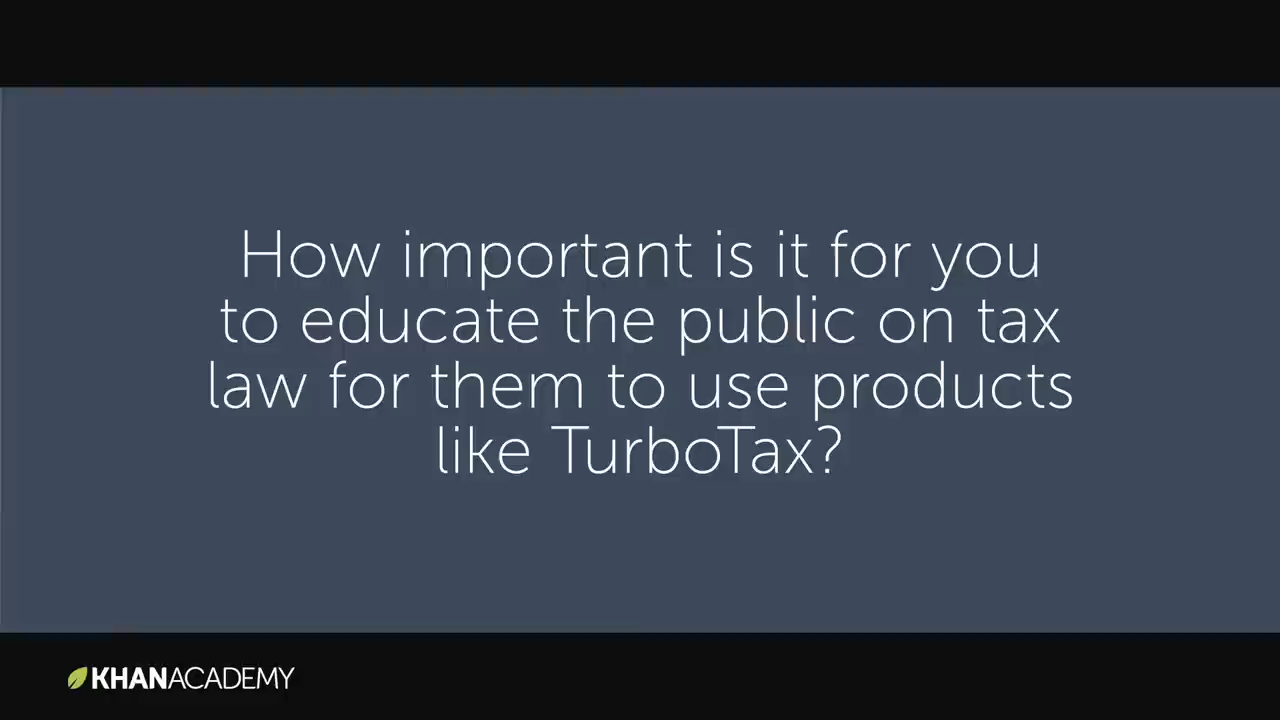 How important is it for you
to educate the public on tax
law for them to use products
like TurboTax?
KHANACADEMY